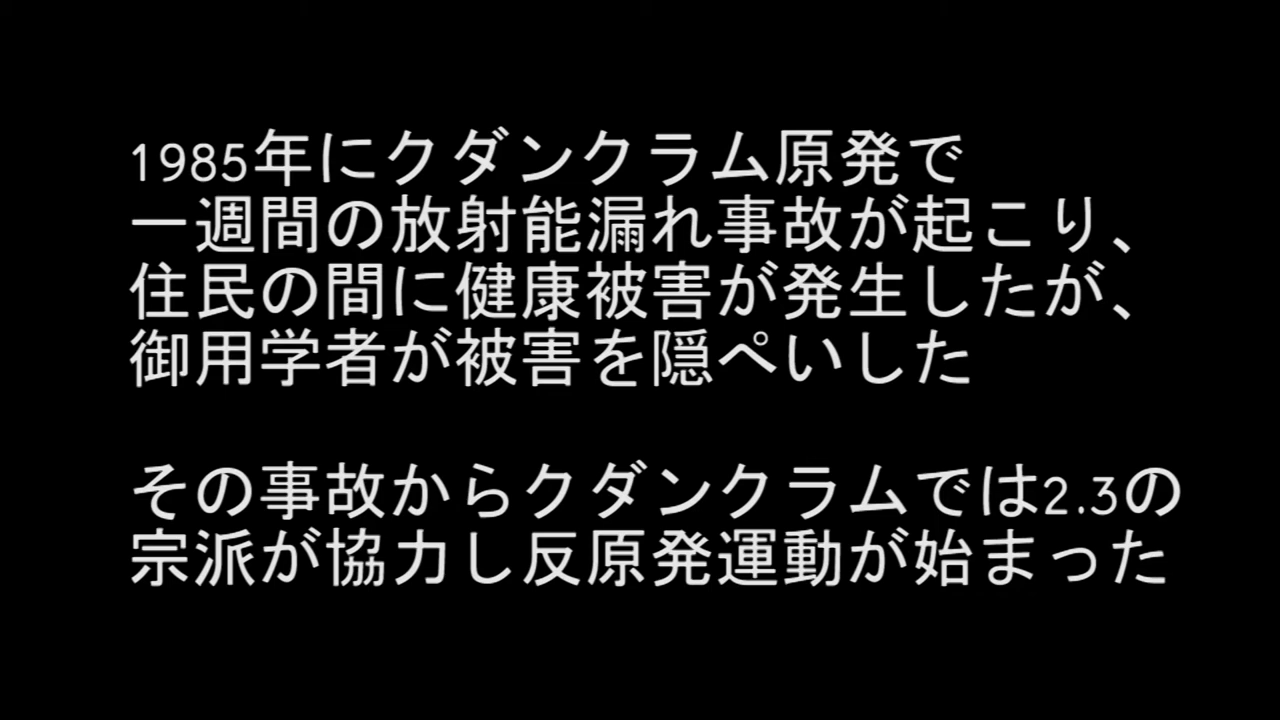 1985年にクダンクラム原発で
一週間の放射能漏れ事故が起こり、
住民の間に健康被害が発生したが、
御用学者が被害を隠ぺいした
その事故からクダンクラムでは2.3の
宗派が協力し反原発運動が始まった